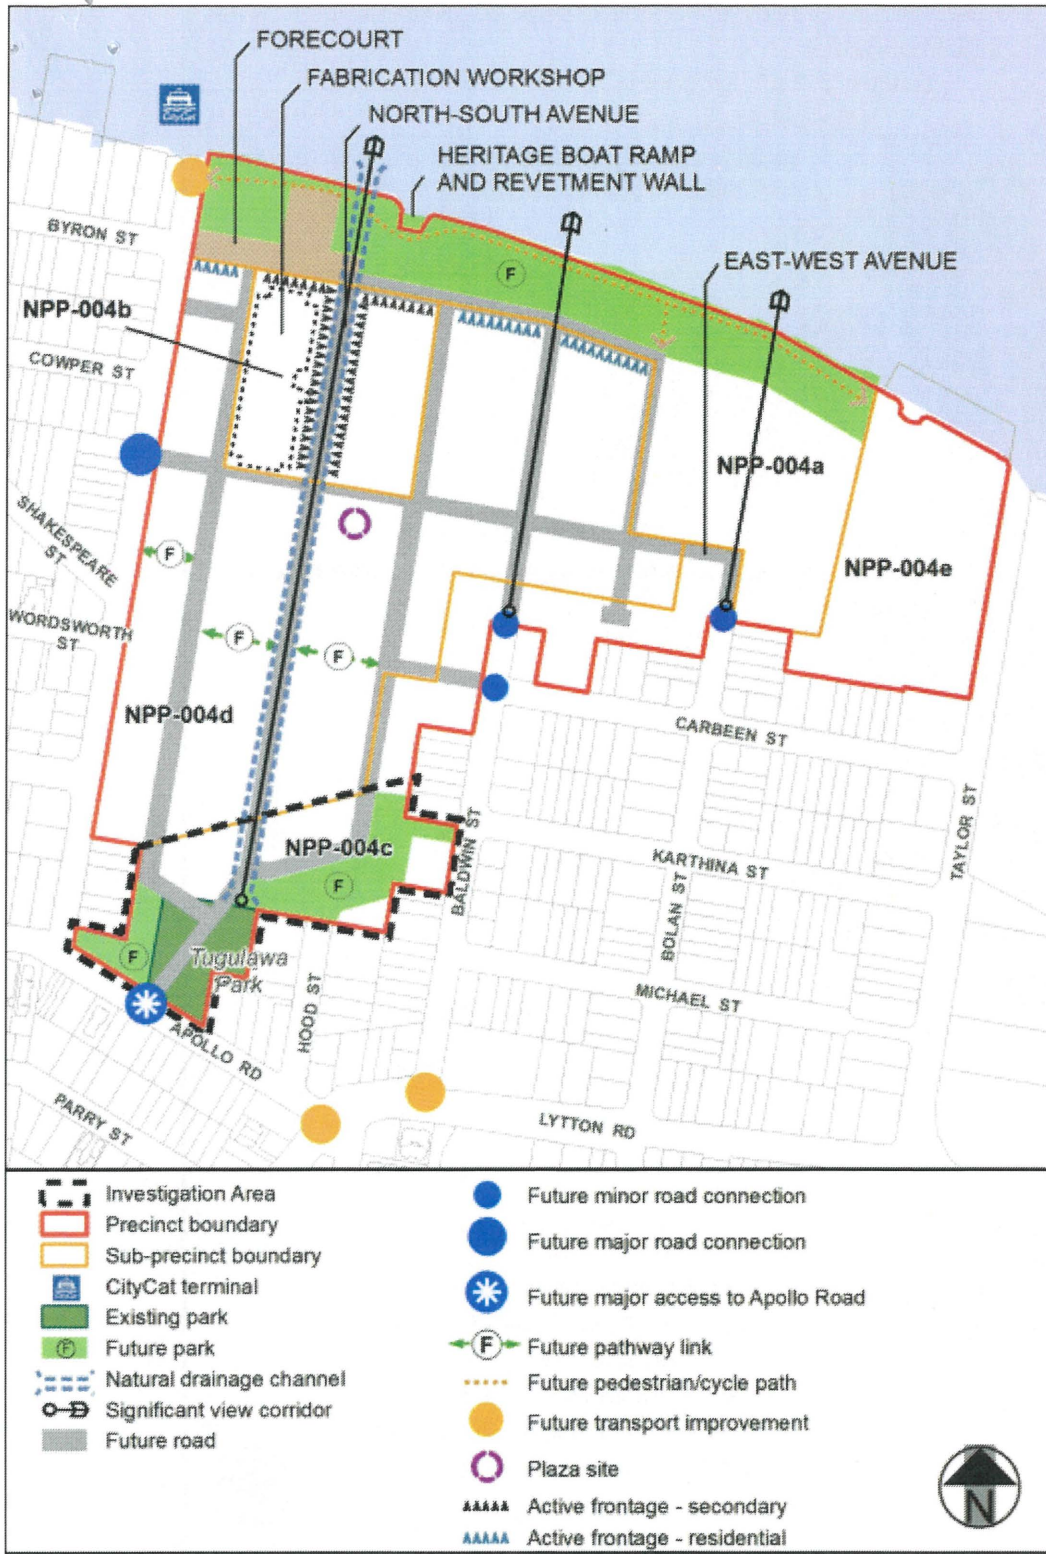 FORECOURT
FABRICATION WORKSHOP
CityCat
NORTH-SOUTH AVENUE
HERITAGE BOAT RAMP
AND REVETMENT WALL
BYRON ST
EAST-WEST AVENUE
F
NPP-004b
COWPER ST
NPP-004a
SHAKESPEARE
ST
F
NPP-004e
WORDSWORTH
ST
F
F
NPP-004d
CARBEEN ST
TAYLOR ST
NPP-004c
KARTHINA ST
BALDWIN ST
F
BOLAN ST
F
Tugulawa
Park
MICHAEL ST
HOOD ST
APOLLO RD
PARRY ST
LYTTON RD
Investigation Area
Precinct boundary
Sub-precinct boundary
CityCat terminal
Existing park
F Future park
Natural drainage channel
Significant view corridor
Future road
Future minor road connection
Future major road connection
Future major access to Apollo Road
F Future pathway link
Future pedestrian/cycle path
Future transport improvement
Plaza site
Active frontage - secondary
Active frontage - residential
N